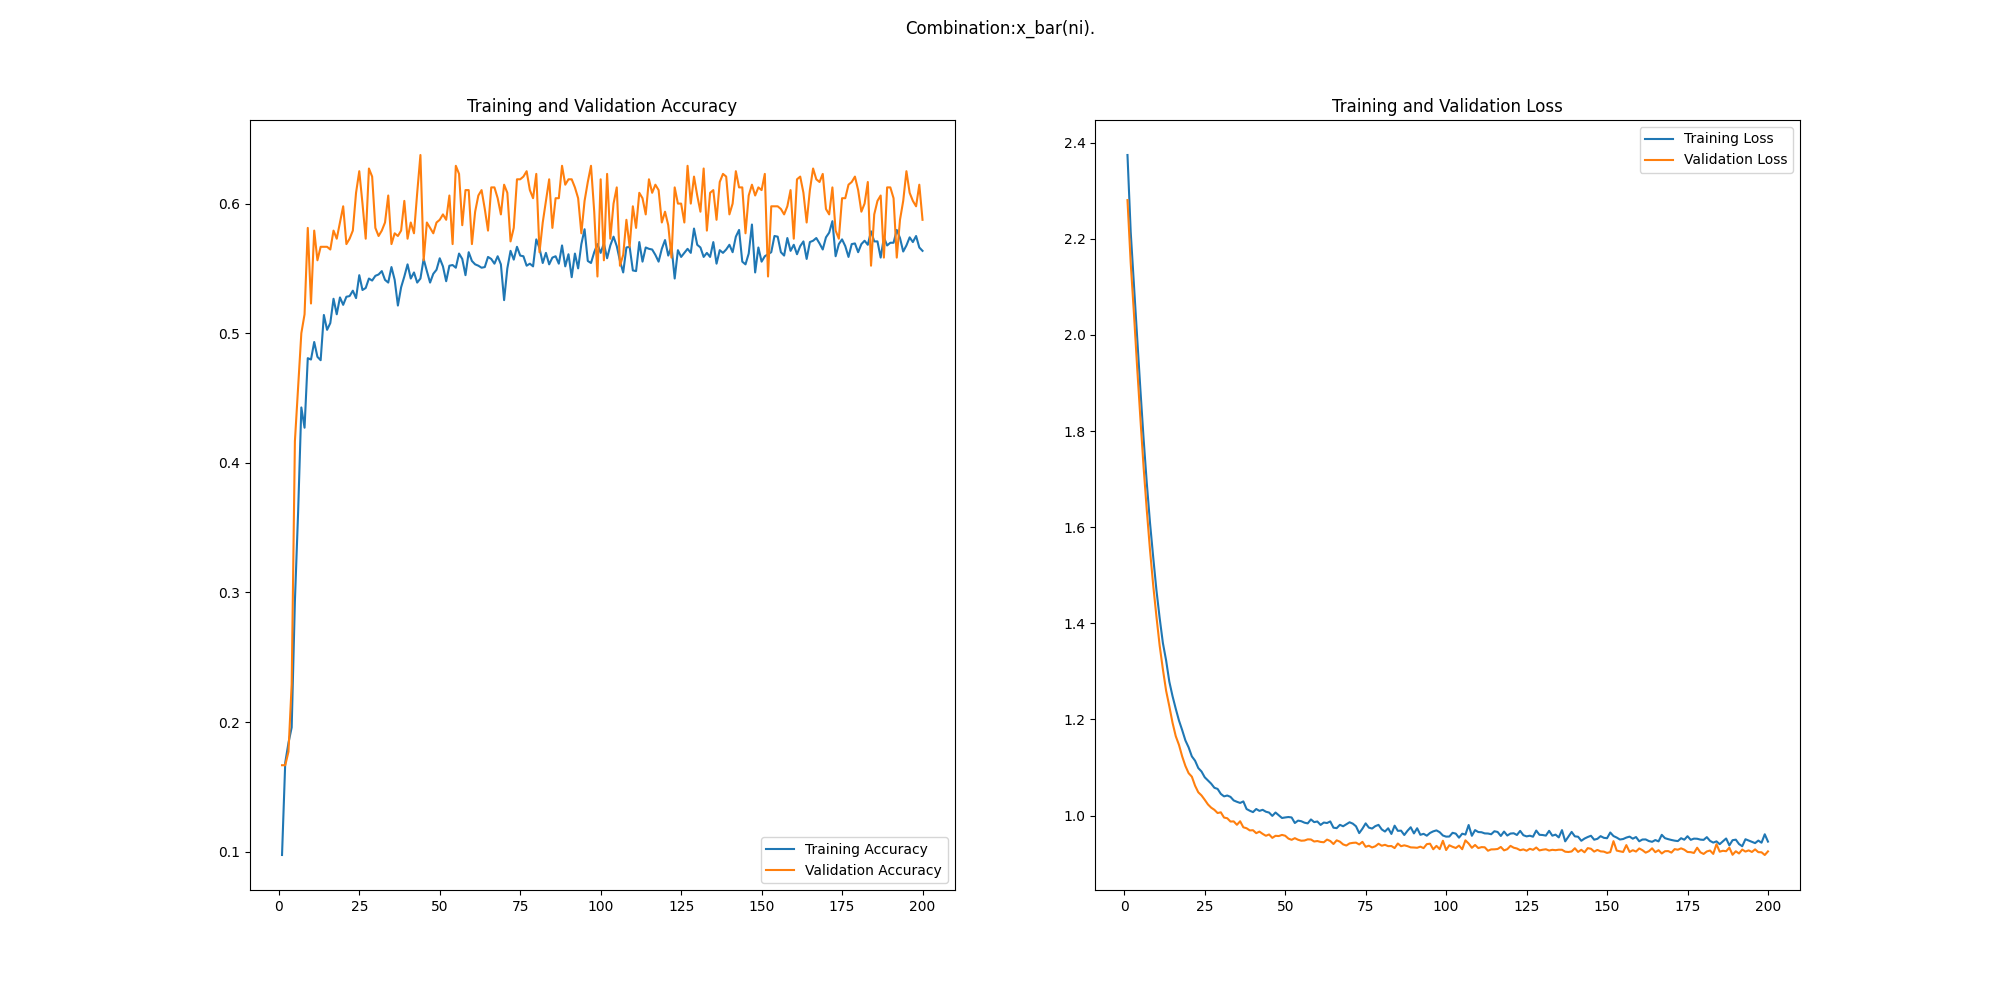 Combination:x_bar(ni).
Training and Validation Accuracy
0.6
0.5
0.4
0.3
0.2
0.1
0 25 50 75 100 125 150 175 200
Training Accuracy
Validation Accuracy
Training and Validation Loss
2.4
2.2
2.0
1.8
1.6
1.4
1.2
1.0
0 25 50 75 100 125 150 175 200
Training Loss
Validation Loss